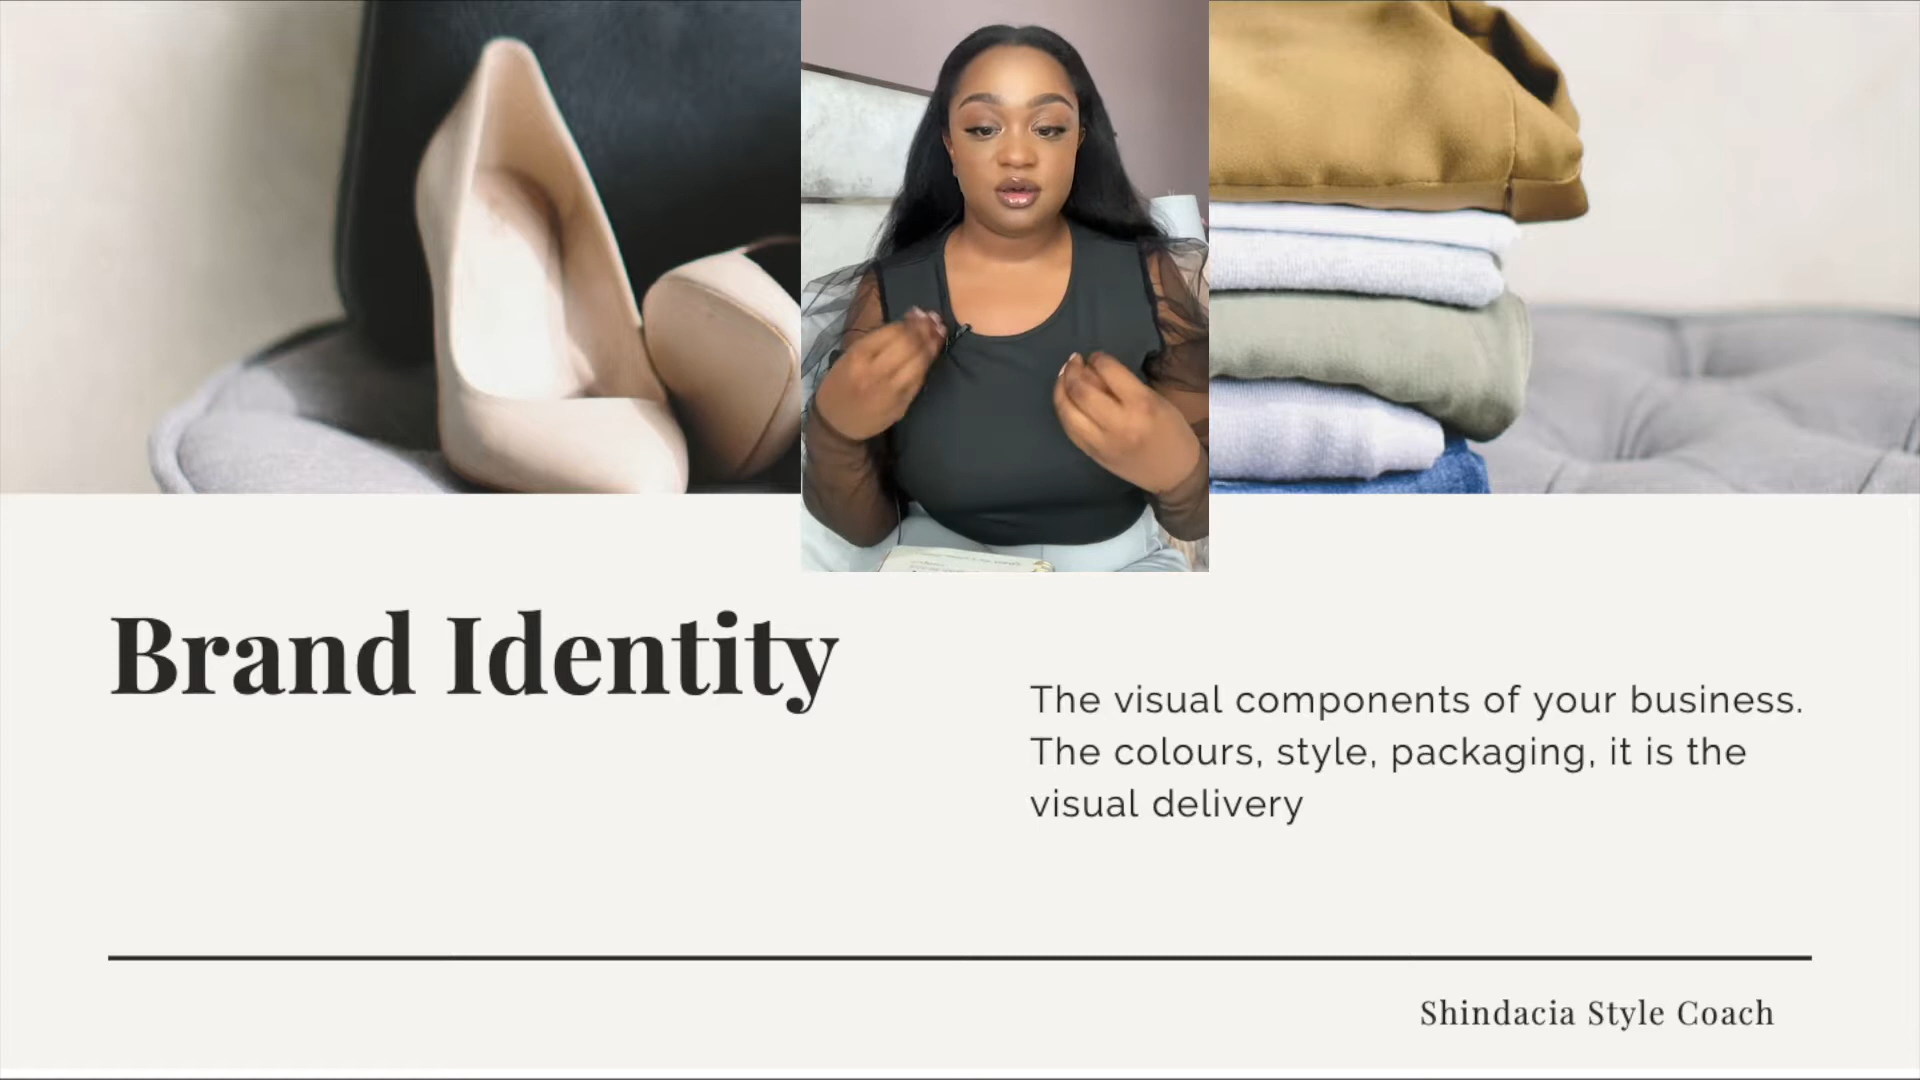 Brand Identity
The visual components of your business.
The colours, style, packaging, it is the
visual delivery
Shindacia Style Coach